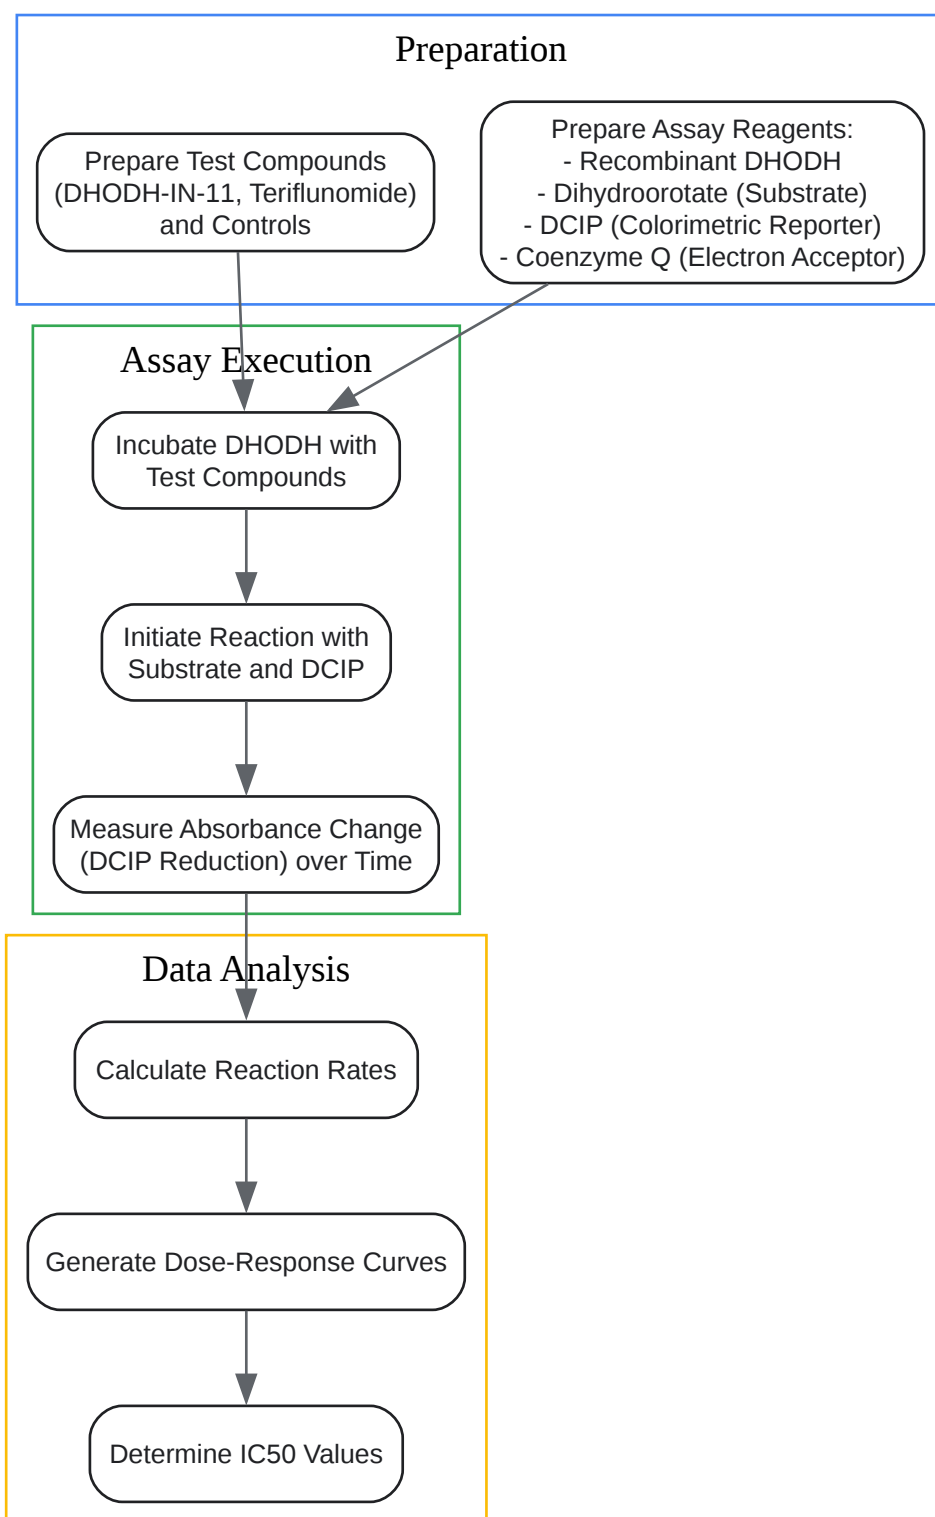 Preparation
Prepare Test Compounds
(DHODH-IN-11, Teriflunomide)
and Controls
Prepare Assay Reagents:
- Recombinant DHODH
- Dihydroorotate (Substrate)
- DCIP (Colorimetric Reporter)
- Coenzyme Q (Electron Acceptor)
Assay Execution
Incubate DHODH with
Test Compounds
Initiate Reaction with
Substrate and DCIP
Measure Absorbance Change
(DCIP Reduction) over Time
Data Analysis
Calculate Reaction Rates
Generate Dose-Response Curves
Determine IC50 Values